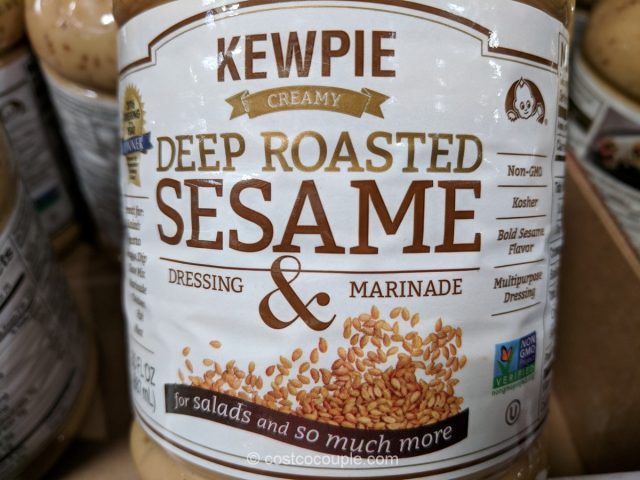 KEWPIE
CREAMY
DEEP ROASTED
SESAME
DRESSING & MARINADE
for salads and so much more
Non-GMO
Kosher
Bold Sesame
Flavor
Multipurpose
Dressing
NON
GMO
VERIFIED
U
© costcocouple.com